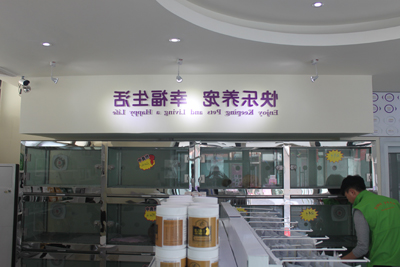 快乐养宠 幸福生活
Enjoy Keeping Pets and Living a Happy Life